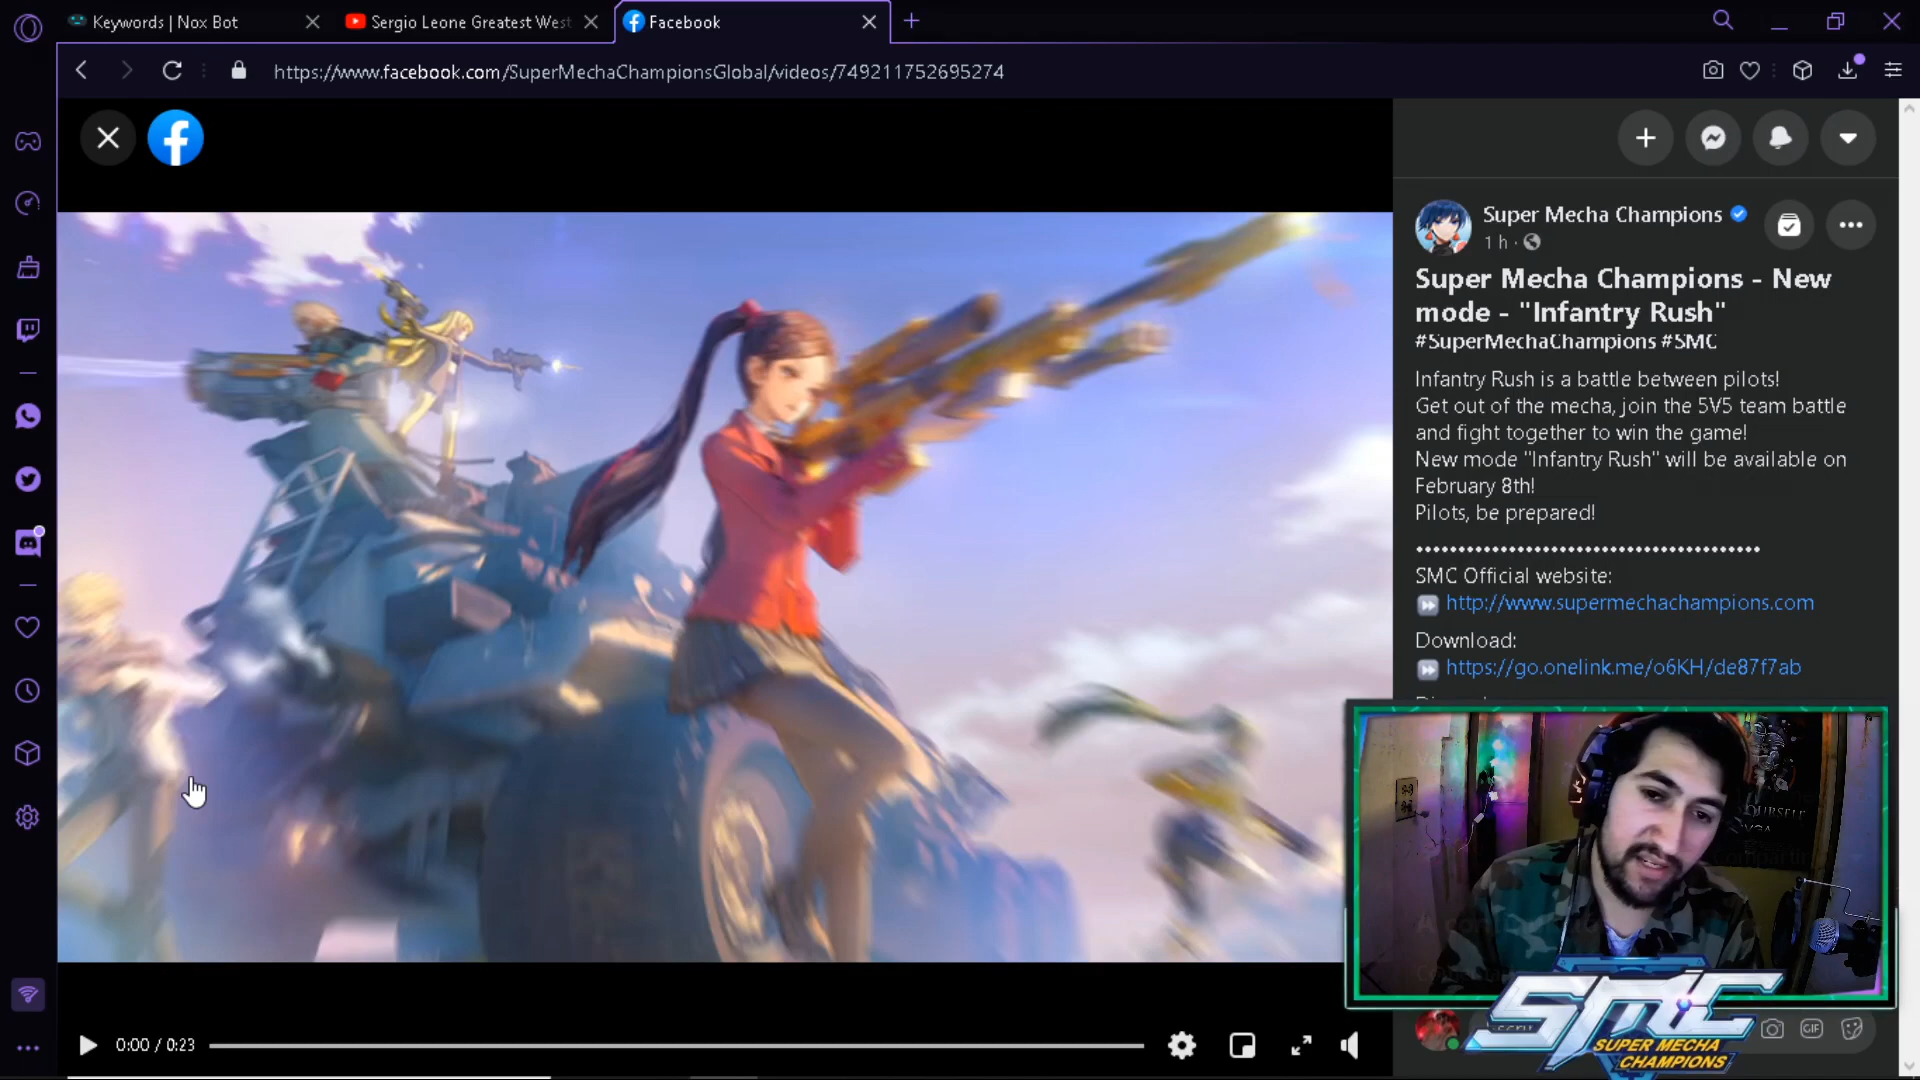 Keywords | Nox Bot
Sergio Leone Greatest West
Facebook
https://www.facebook.com/SuperMechaChampionsGlobal/videos/749211752695274
Super Mecha Champions
1 h ·
Super Mecha Champions - New
mode - "Infantry Rush"
#SuperMechaChampions #SMC
Infantry Rush is a battle between pilots!
Get out of the mecha, join the 5V5 team battle
and fight together to win the game!
New mode "Infantry Rush" will be available on
February 8th!
Pilots, be prepared!
SMC Official website:
http://www.supermechachampions.com
Download:
https://go.onelink.me/o6KH/de87f7ab
SMC
SUPER MECHA
CHAMPIONS
GIF
0:00 / 0:23